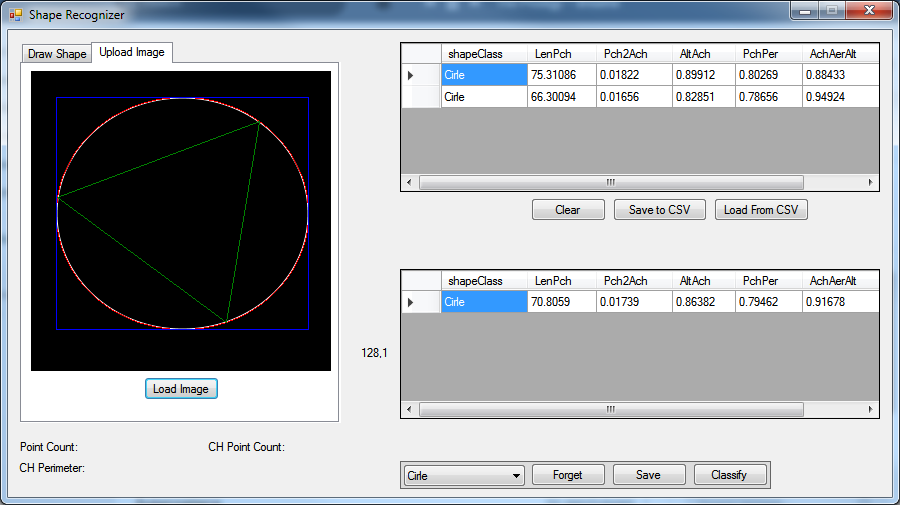 Shape Recognizer
Draw Shape Upload Image
Load Image
Point Count: CH Point Count:
CH Perimeter:
shapeClass LenPch Pch2Ach AltAch PchPer AchAerAlt
Cirle 75.31086 0.01822 0.89912 0.80269 0.88433
Cirle 66.30094 0.01656 0.82851 0.78656 0.94924
Clear Save to CSV Load From CSV
shapeClass LenPch Pch2Ach AltAch PchPer AchAerAlt
Cirle 70.8059 0.01739 0.86382 0.79462 0.91678
128,1
Cirle Forget Save Classify